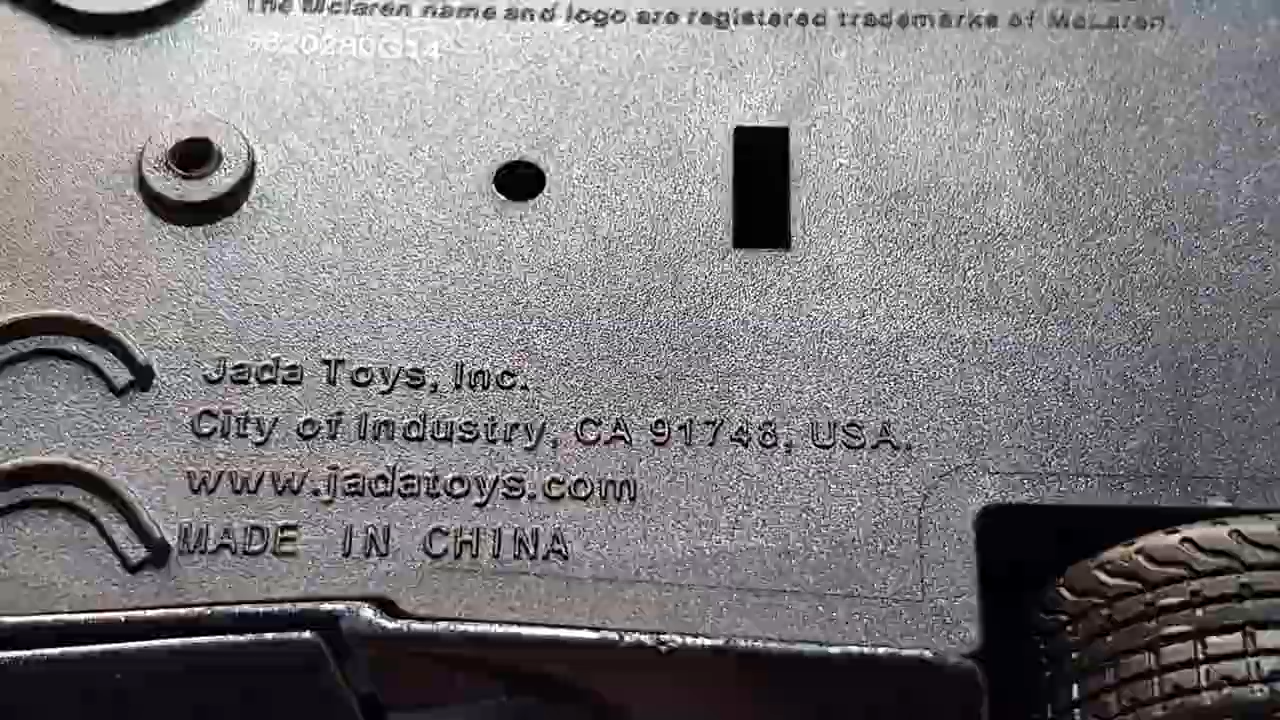 The Mclaren name and logo are registered trademarks of McLaren.
Jada Toys, Inc.
City of Industry, CA 91748, USA.
www.jadatoys.com
MADE IN CHINA